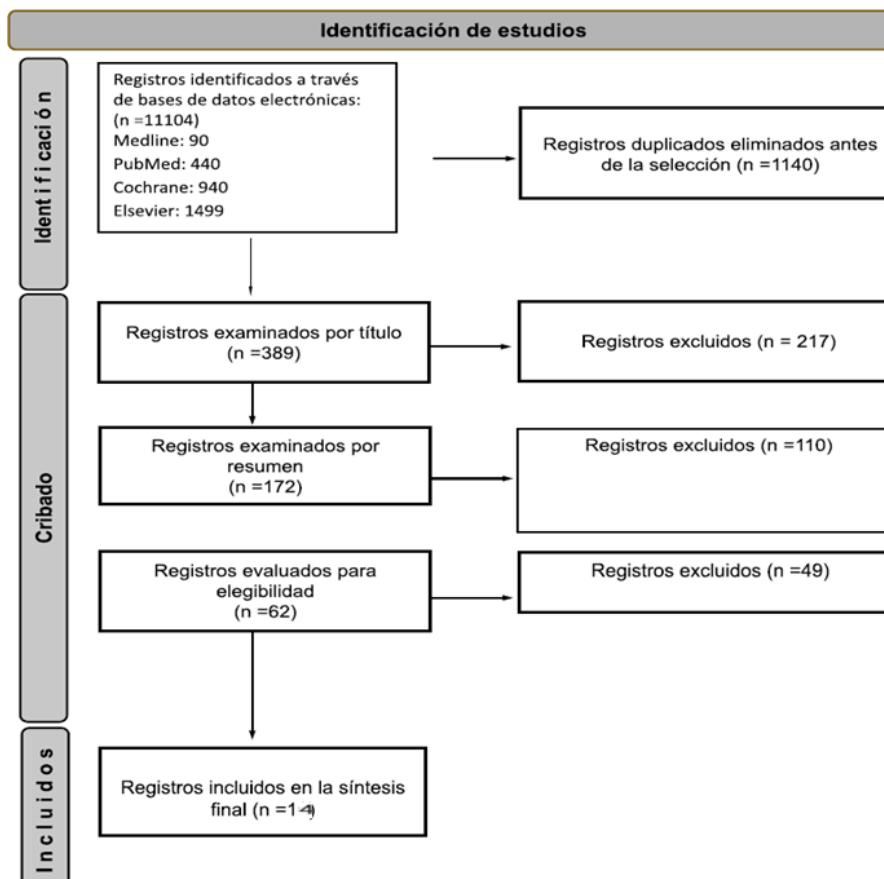 Identificación de estudios
Identificación
Registros identificados a través
de bases de datos electrónicas:
(n =11104)
Medline: 90
PubMed: 440
Cochrane: 940
Elsevier: 1499
Registros duplicados eliminados antes
de la selección (n =1140)
Cribado
Registros examinados por título
(n =389)
Registros excluidos (n = 217)
Registros examinados por
resumen
(n =172)
Registros excluidos (n =110)
Registros evaluados para
elegibilidad
(n =62)
Registros excluidos (n =49)
Incluidos
Registros incluidos en la síntesis
final (n =14)